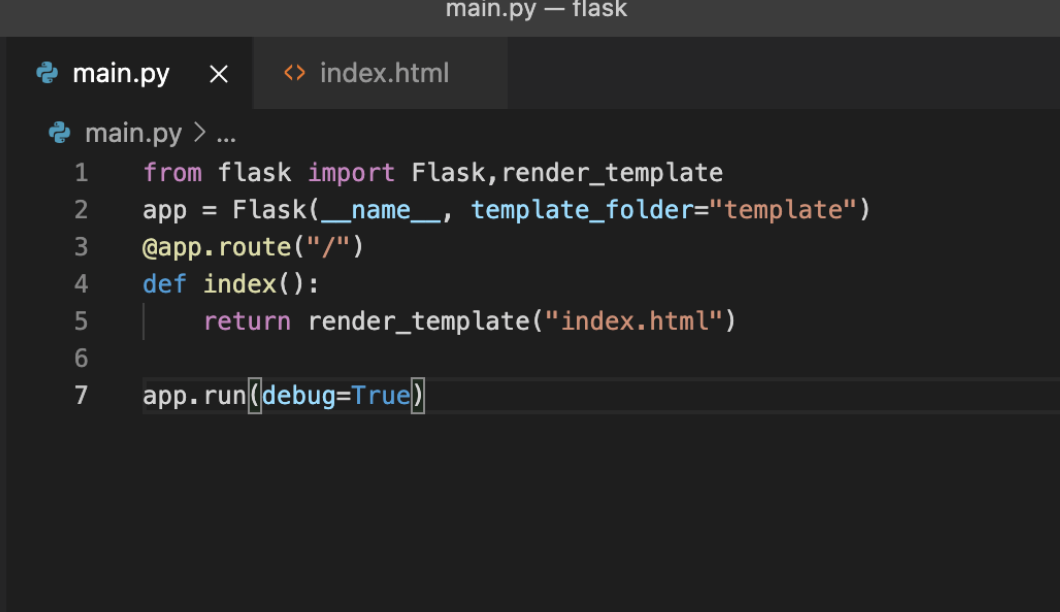 main.py — flask
main.py × <> index.html
main.py > ...
1 from flask import Flask,render_template
2 app = Flask(__name__, template_folder="template")
3 @app.route("/")
4 def index():
5     return render_template("index.html")
6
7 app.run(debug=True)